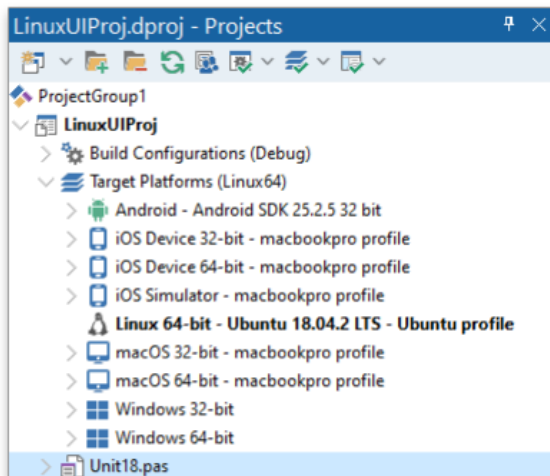 LinuxUIProj.dproj - Projects
ProjectGroup1
LinuxUIProj
Build Configurations (Debug)
Target Platforms (Linux64)
Android - Android SDK 25.2.5 32 bit
iOS Device 32-bit - macbookpro profile
iOS Device 64-bit - macbookpro profile
iOS Simulator - macbookpro profile
Linux 64-bit - Ubuntu 18.04.2 LTS - Ubuntu profile
macOS 32-bit - macbookpro profile
macOS 64-bit - macbookpro profile
Windows 32-bit
Windows 64-bit
Unit18.pas